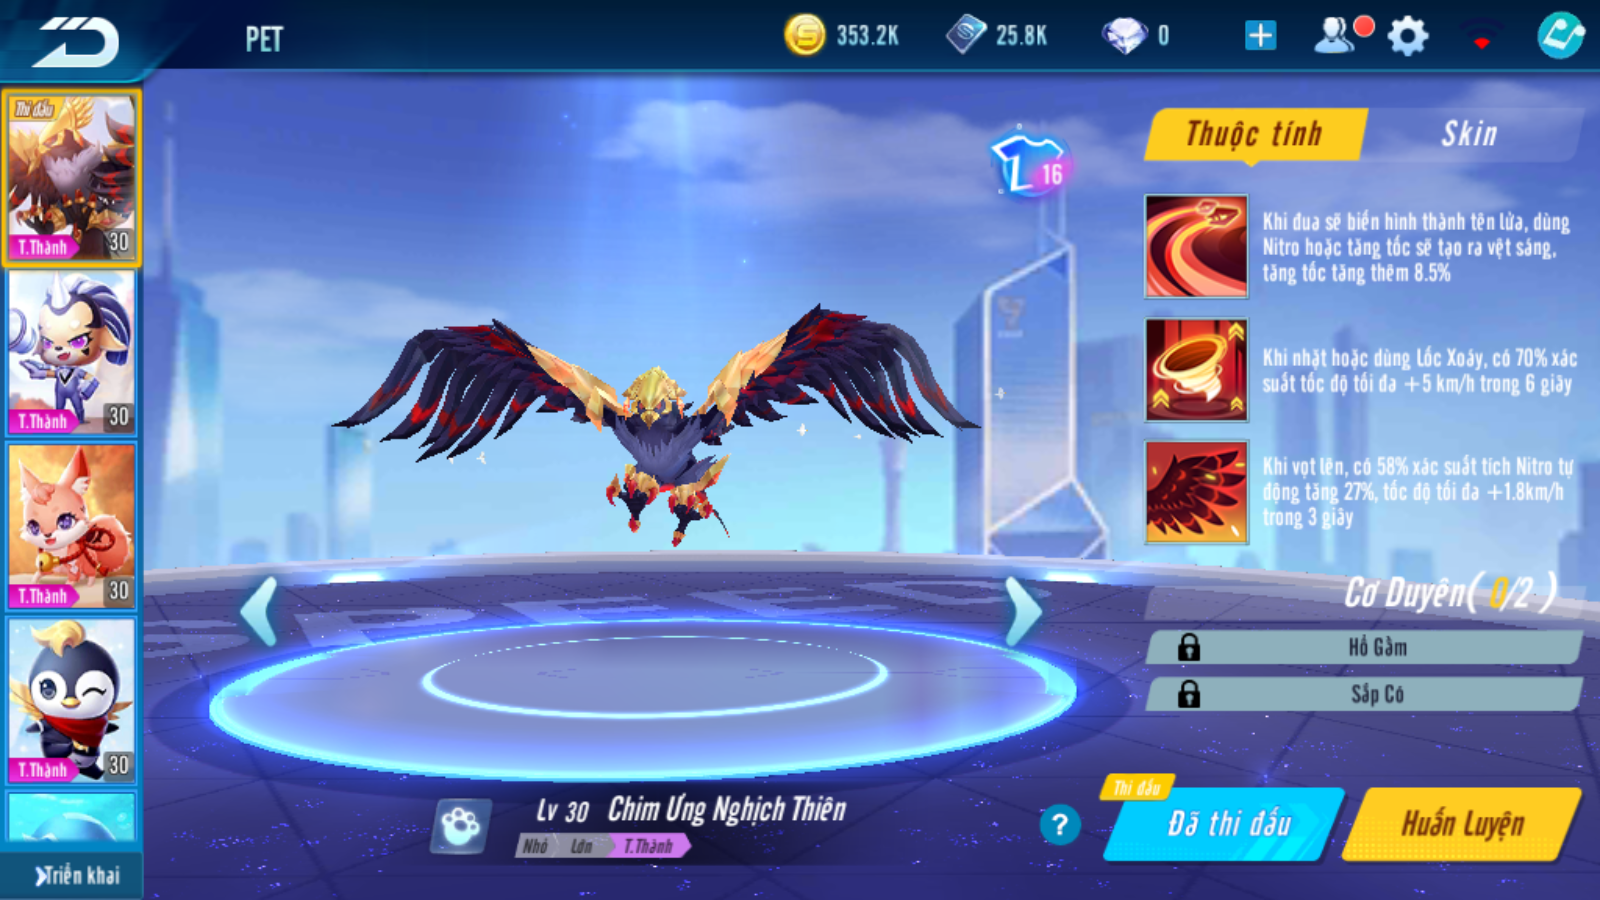 PET
353.2K
25.8K
0
Thi đấu
T.Thành
30
T.Thành
30
T.Thành
30
T.Thành
30
Triển khai
16
SPEED
Lv 30 Chim Ưng Nghịch Thiên
Nhỏ Lớn T.Thành
Thuộc tính
Skin
Khi đua sẽ biến hình thành tên lửa, dùng
Nitro hoặc tăng tốc sẽ tạo ra vệt sáng,
tăng tốc tăng thêm 8.5%
Khi nhặt hoặc dùng Lốc Xoáy, có 70% xác
suất tốc độ tối đa +5 km/h trong 6 giây
Khi vọt lên, có 58% xác suất tích Nitro tự
động tăng 27%, tốc độ tối đa +1.8km/h
trong 3 giây
Cơ Duyên( 0/2 )
Hồ Gằm
Sắp Có
?
Thi đấu
Đã thi đấu
Huấn Luyện